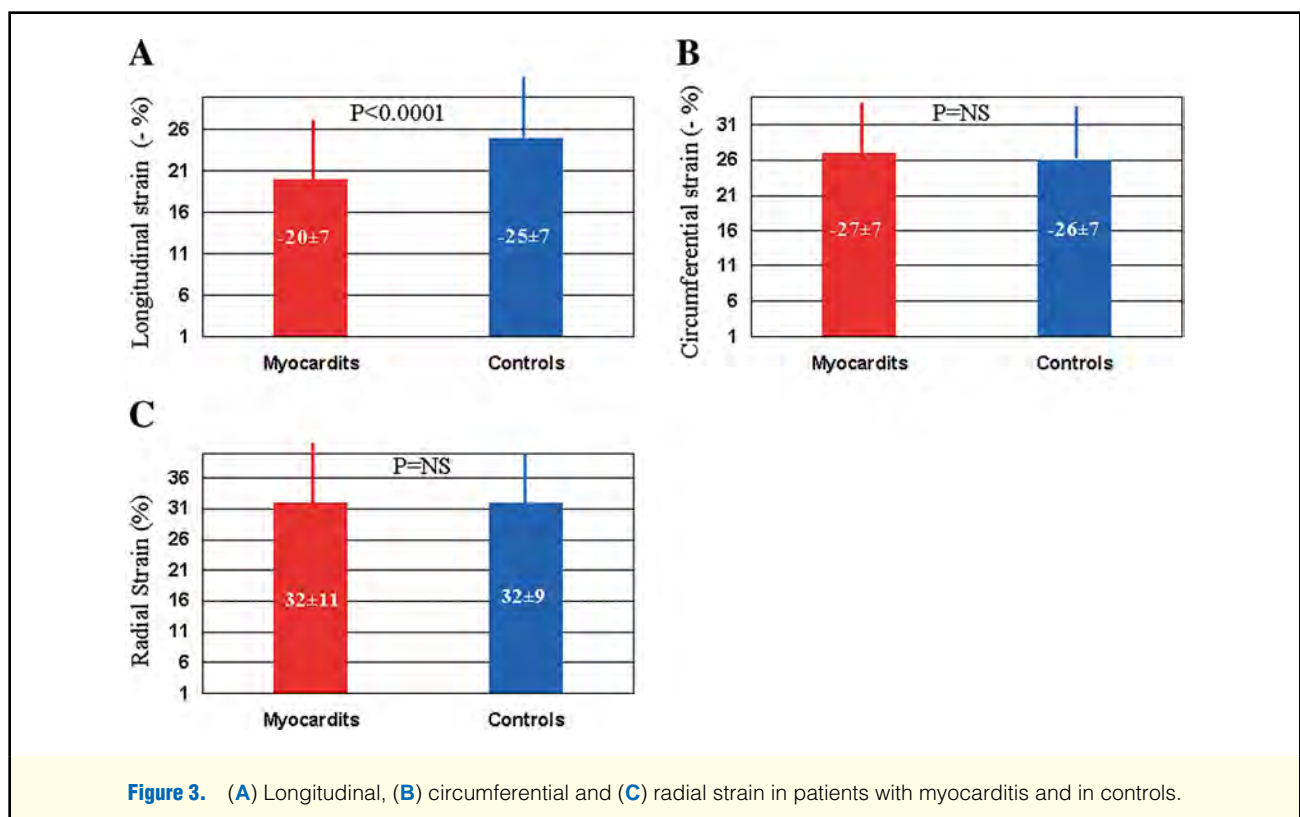 A
Longitudinal strain (- %)
P<0.0001
26
21
16
11
6
1
-20±7
-25±7
Myocardits
Controls
B
Circumferential strain (- %)
P=NS
31
26
21
16
11
6
1
-27±7
-26±7
Myocardits
Controls
C
Radial Strain (%)
P=NS
36
31
26
21
16
11
6
1
32±11
32±9
Myocardits
Controls
Figure 3. (A) Longitudinal, (B) circumferential and (C) radial strain in patients with myocarditis and in controls.